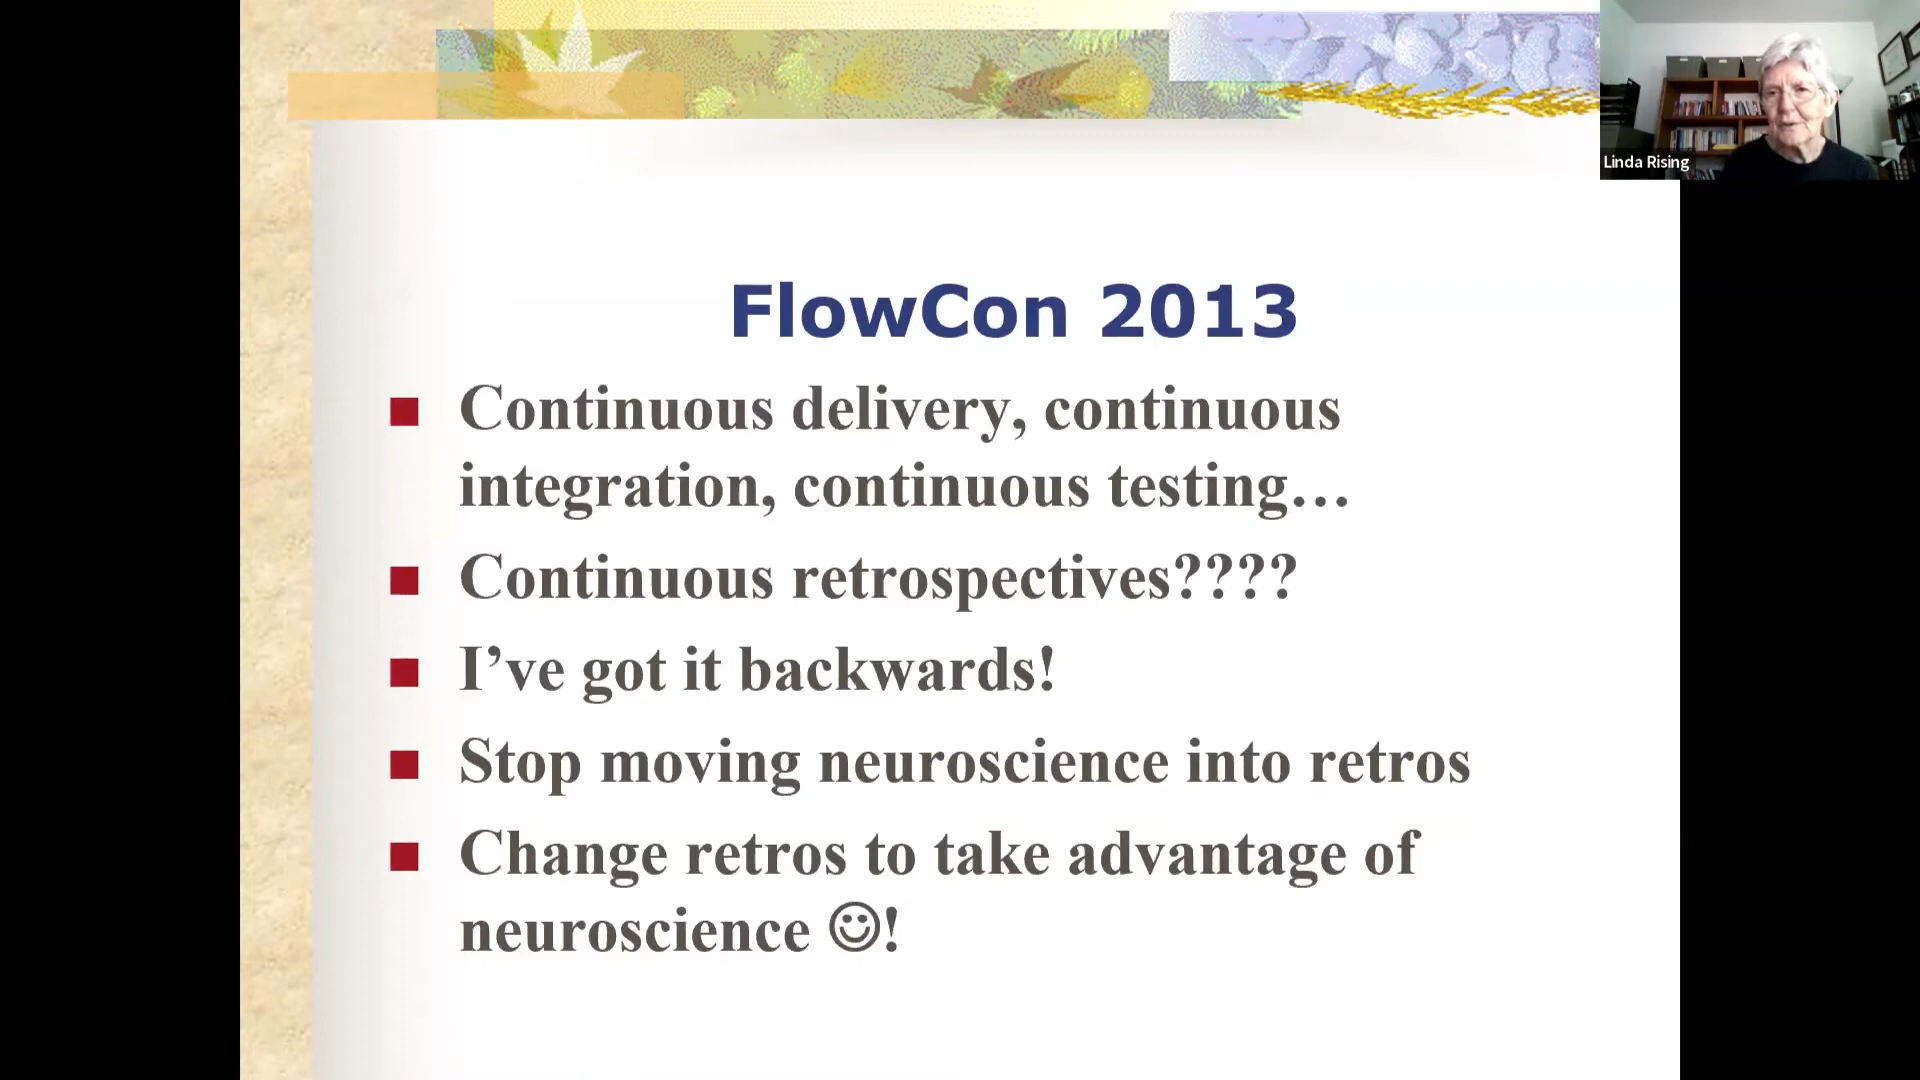 Linda Rising
FlowCon 2013
Continuous delivery, continuous
integration, continuous testing…
Continuous retrospectives????
I’ve got it backwards!
Stop moving neuroscience into retros
Change retros to take advantage of
neuroscience ☺!